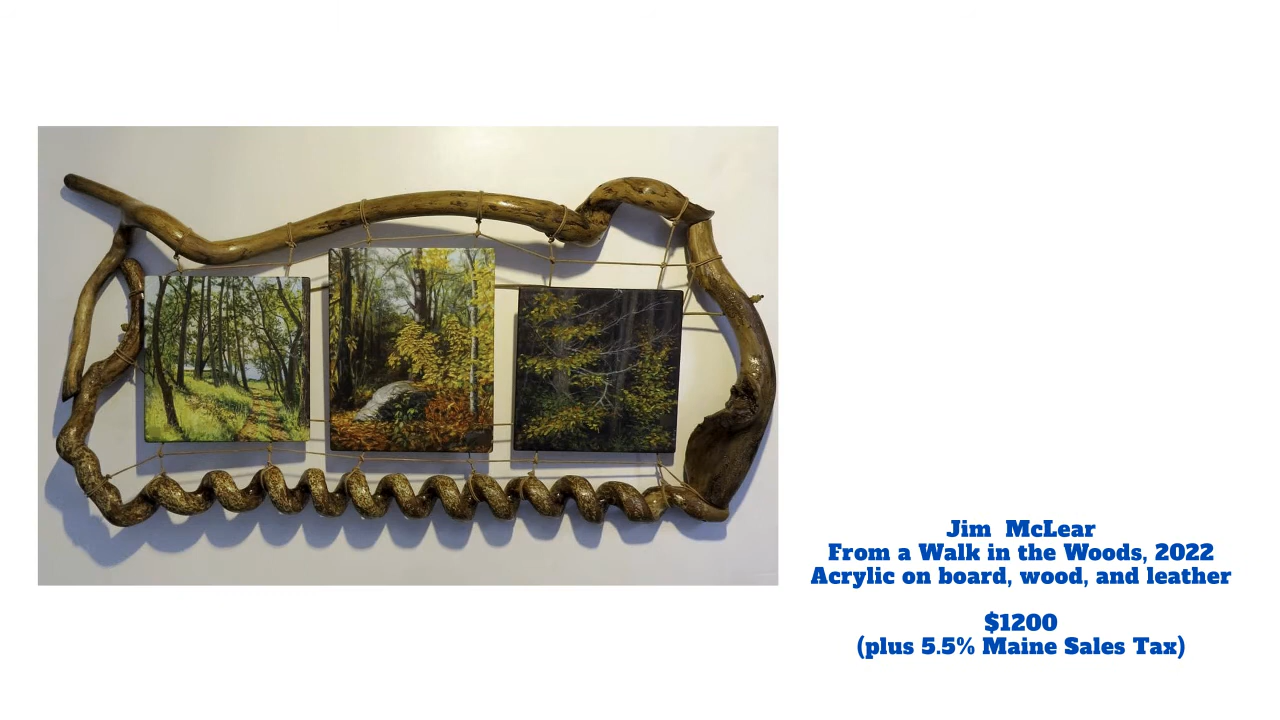 Jim McLear
From a Walk in the Woods, 2022
Acrylic on board, wood, and leather
$1200
(plus 5.5% Maine Sales Tax)